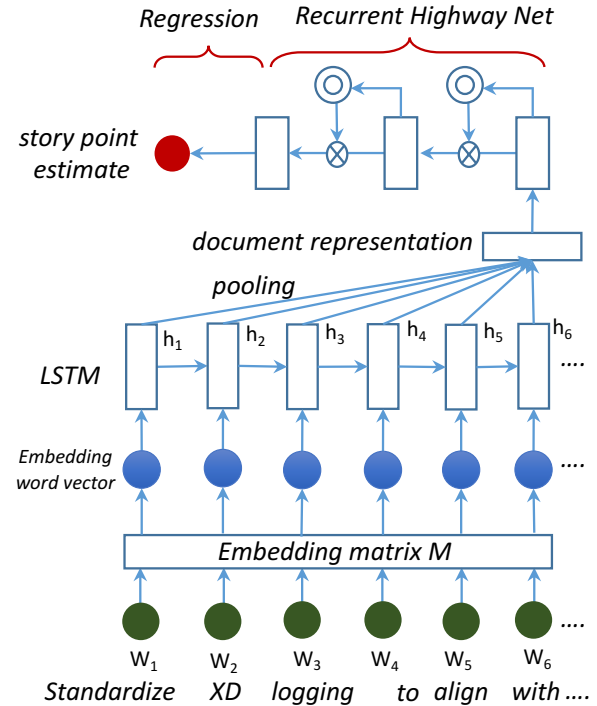 Regression Recurrent Highway Net
story point
estimate
document representation
pooling
h1 h2 h3 h4 h5 h6
LSTM ....
Embedding
word vector ....
Embedding matrix M
....
W1 W2 W3 W4 W5 W6
Standardize XD logging to align with ....